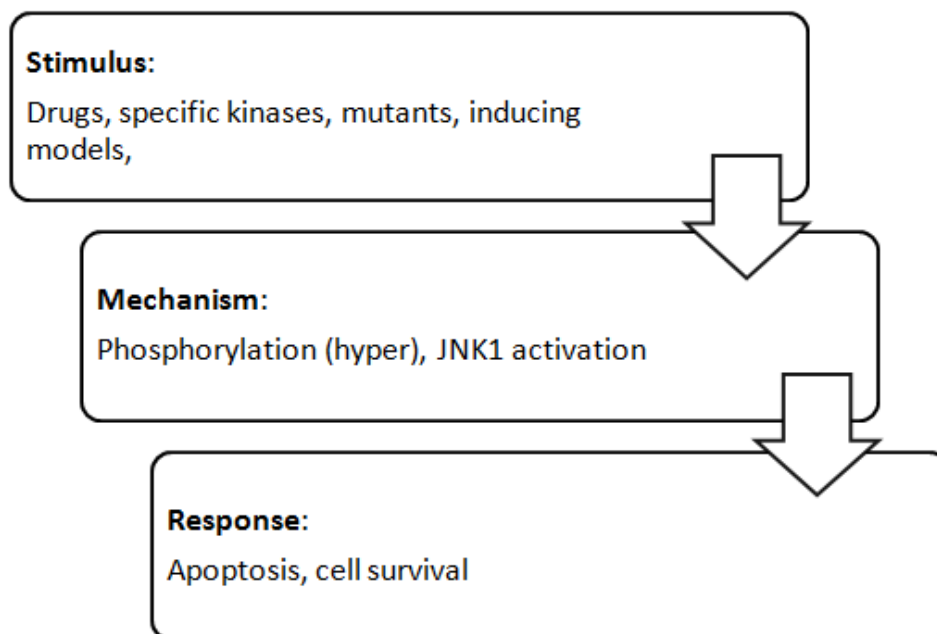 Stimulus:
Drugs, specific kinases, mutants, inducing
models,
Mechanism:
Phosphorylation (hyper), JNK1 activation
Response:
Apoptosis, cell survival